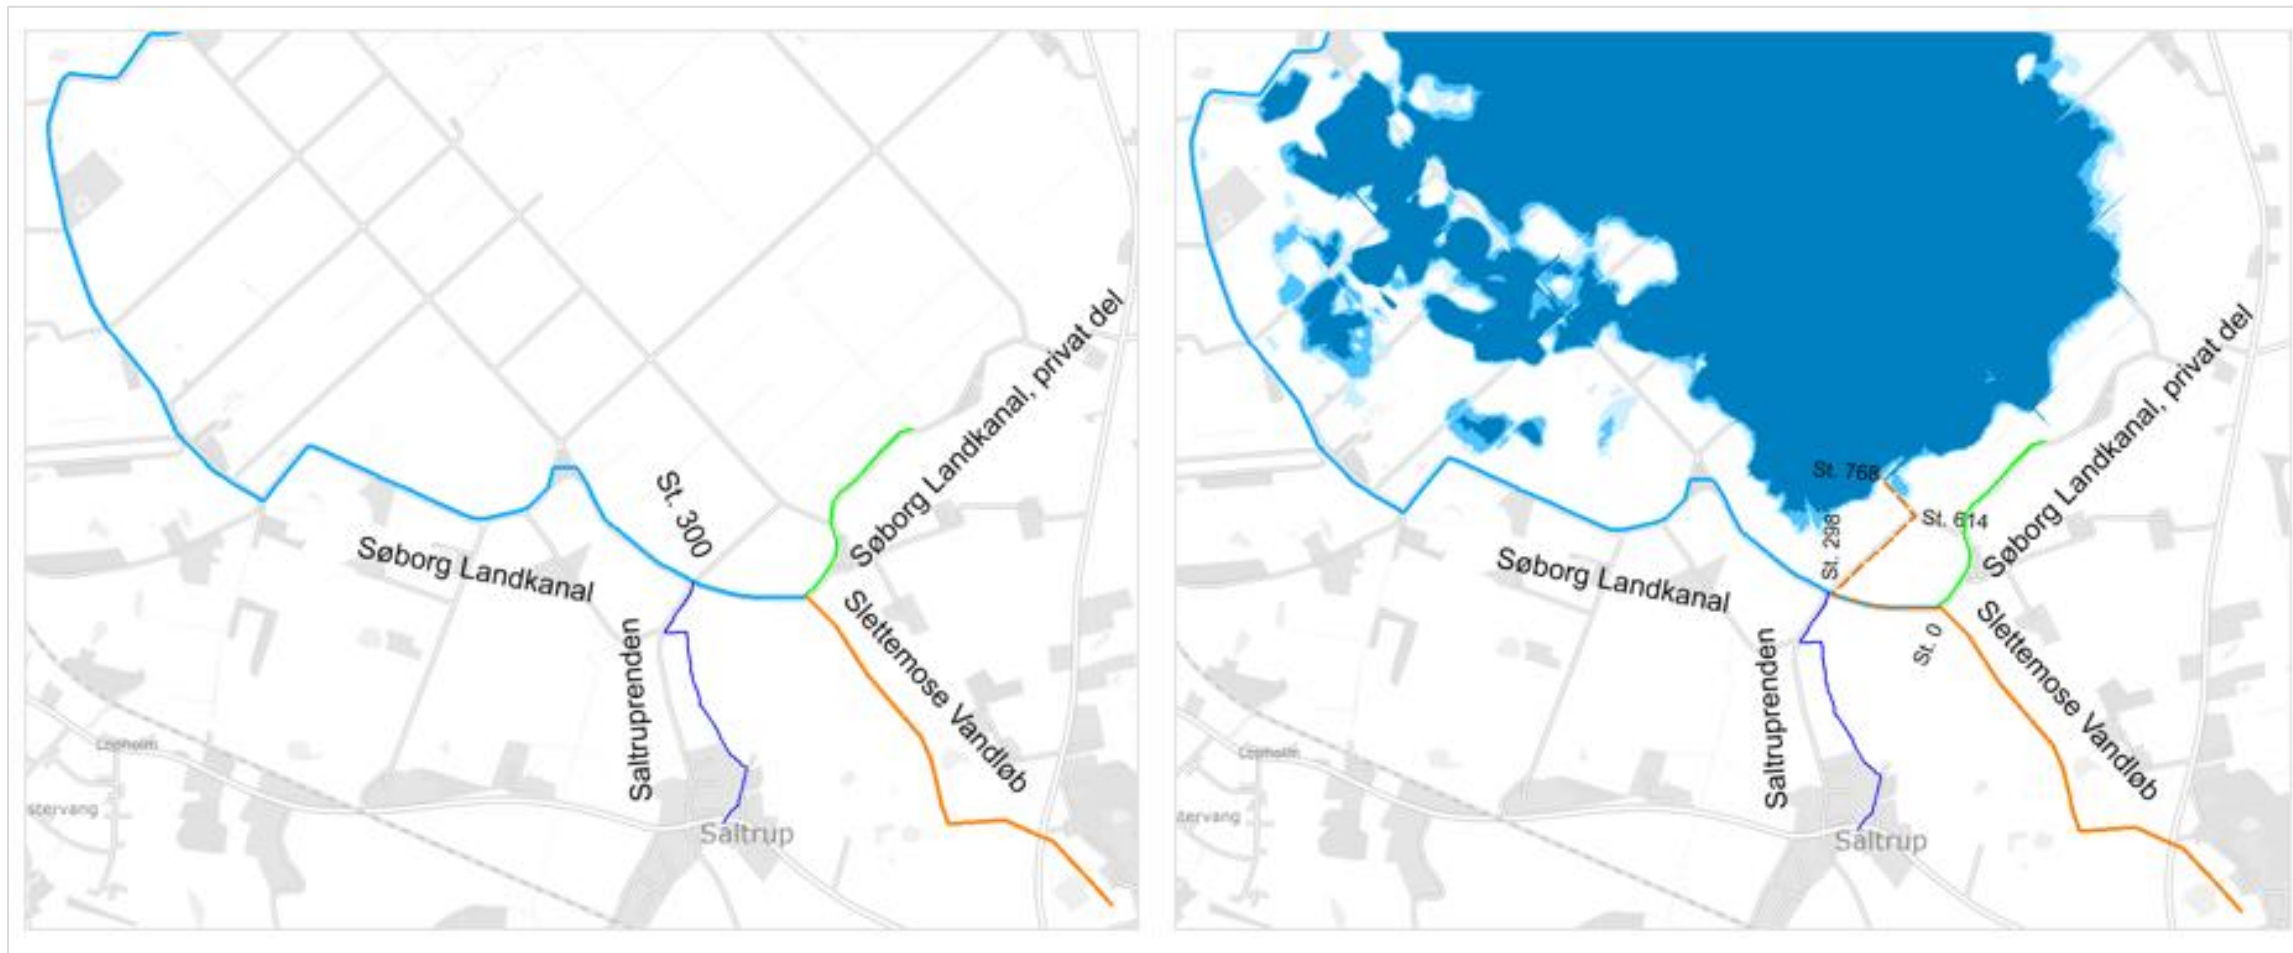 Søborg Landkanal, privat del
St. 300
Søborg Landkanal
Slettemose Vandløb
Saltruprenden
Lopholm
stervang
Saltrup
Søborg Landkanal, privat del
St. 768
St. 614
St. 298
Søborg Landkanal
St. 0
Slettemose Vandløb
Saltruprenden
Lopholm
stervang
Saltrup